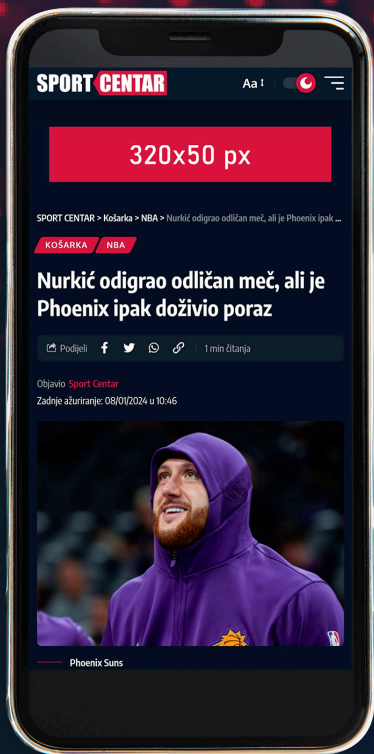 SPORT CENTAR
Aa
320x50 px
SPORT CENTAR > Košarka > NBA > Nurkić odigrao odličan meč, ali je Phoenix ipak ...
KOŠARKA NBA
Nurkić odigrao odličan meč, ali je
Phoenix ipak doživio poraz
Podijeli 1 min čitanja
Objavio Sport Centar
Zadnje ažuriranje: 08/01/2024 u 10:46
Phoenix Suns